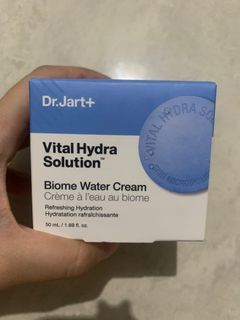 Dr.Jart+
Vital Hydra
Solution™
Biome Water Cream
Crème à l'eau au biome
Refreshing Hydration
Hydratation rafraîchissante
50 mL / 1.69 fl. oz.
VITAL HYDRA SOLU